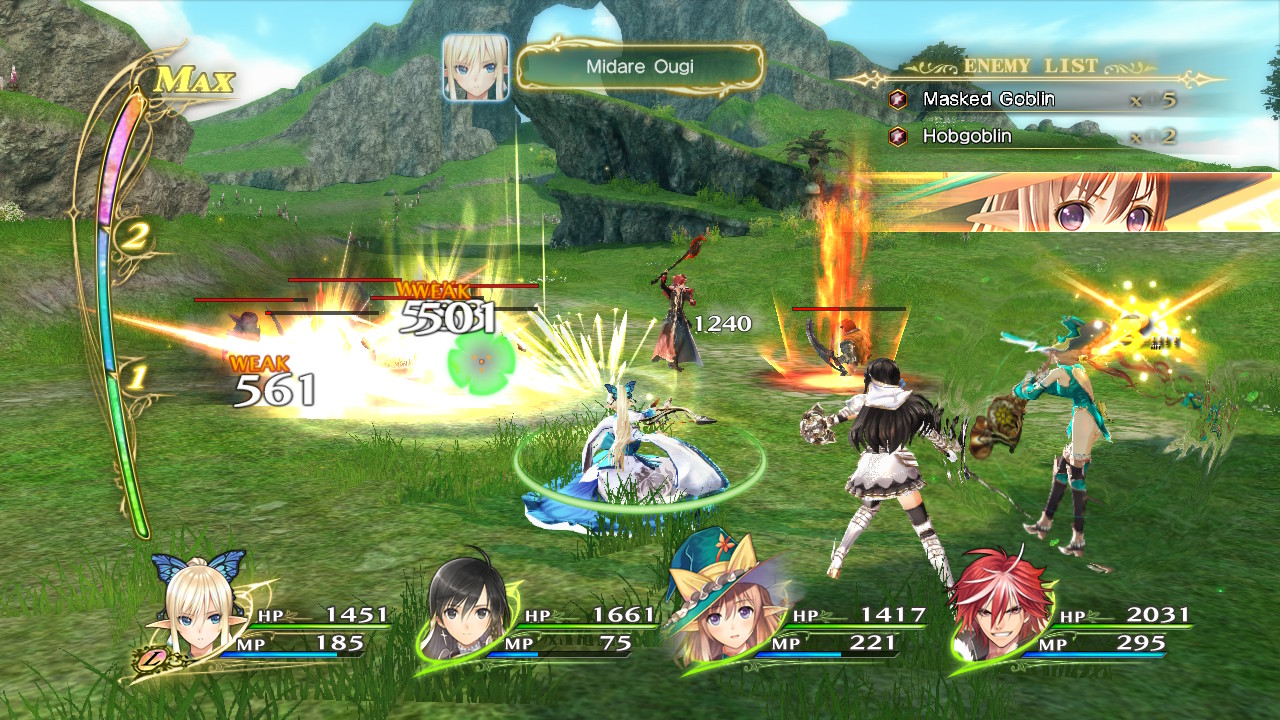 Midare Ougi
MAX
ENEMY LIST
Masked Goblin x 5
Hobgoblin x 2
2
WEAK
1240
WEAK
561
1
HP 1451
MP 185
HP 1661
MP 75
HP 1417
MP 221
HP 2031
MP 295
L